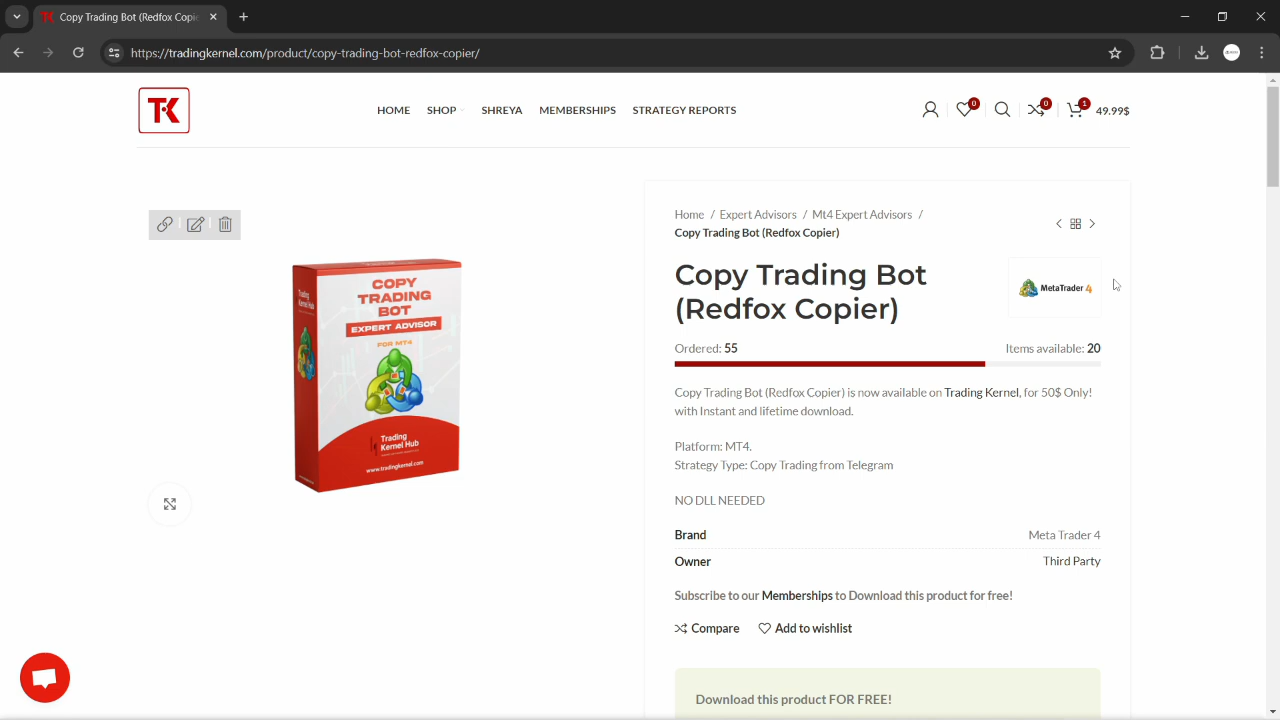 Copy Trading Bot (Redfox Copie
https://tradingkernel.com/product/copy-trading-bot-redfox-copier/
TK
HOME
SHOP
SHREYA
MEMBERSHIPS
STRATEGY REPORTS
0
0
1
49.99$
Home / Expert Advisors / Mt4 Expert Advisors /
Copy Trading Bot (Redfox Copier)
Copy Trading Bot
(Redfox Copier)
MetaTrader 4
Ordered: 55
Items available: 20
Copy Trading Bot (Redfox Copier) is now available on Trading Kernel, for 50$ Only!
with Instant and lifetime download.
Platform: MT4.
Strategy Type: Copy Trading from Telegram
NO DLL NEEDED
Brand
Meta Trader 4
Owner
Third Party
Subscribe to our Memberships to Download this product for free!
Compare
Add to wishlist
Download this product FOR FREE!
COPY
TRADING
BOT
EXPERT ADVISOR
FOR MT4
Trading
Kernel Hub
www.tradingkernel.com